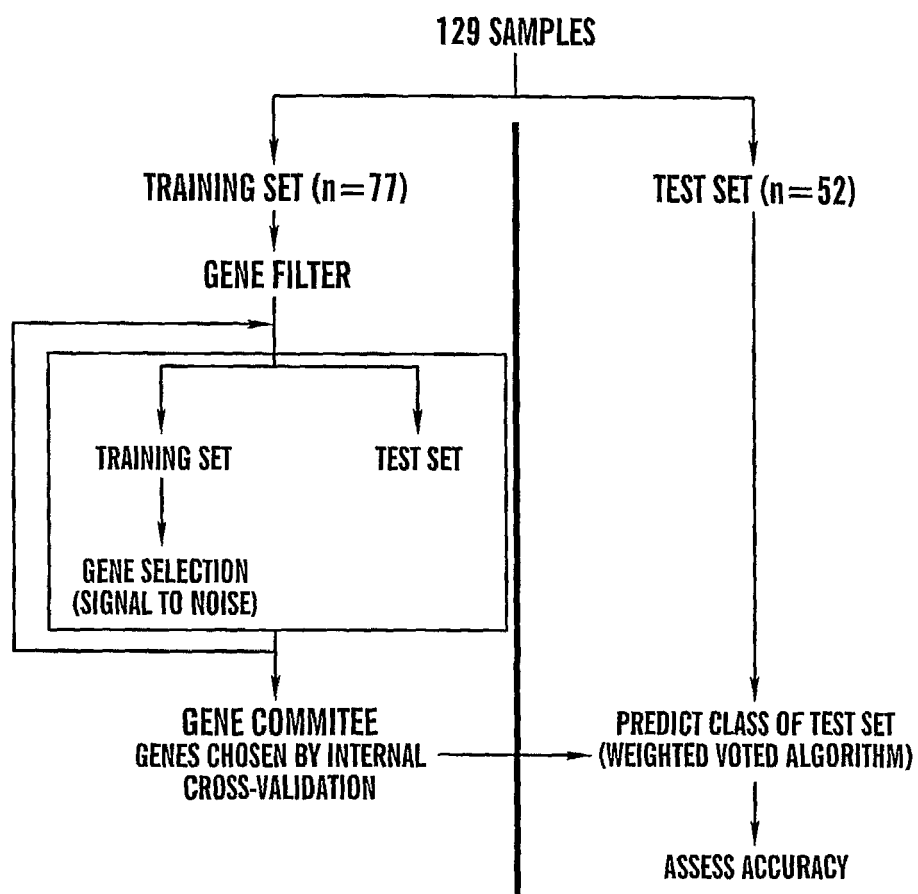 129 SAMPLES
TRAINING SET (n=77)
TEST SET (n=52)
GENE FILTER
TRAINING SET
TEST SET
GENE SELECTION
(SIGNAL TO NOISE)
GENE COMMITEE
GENES CHOSEN BY INTERNAL
CROSS-VALIDATION
PREDICT CLASS OF TEST SET
(WEIGHTED VOTED ALGORITHM)
ASSESS ACCURACY